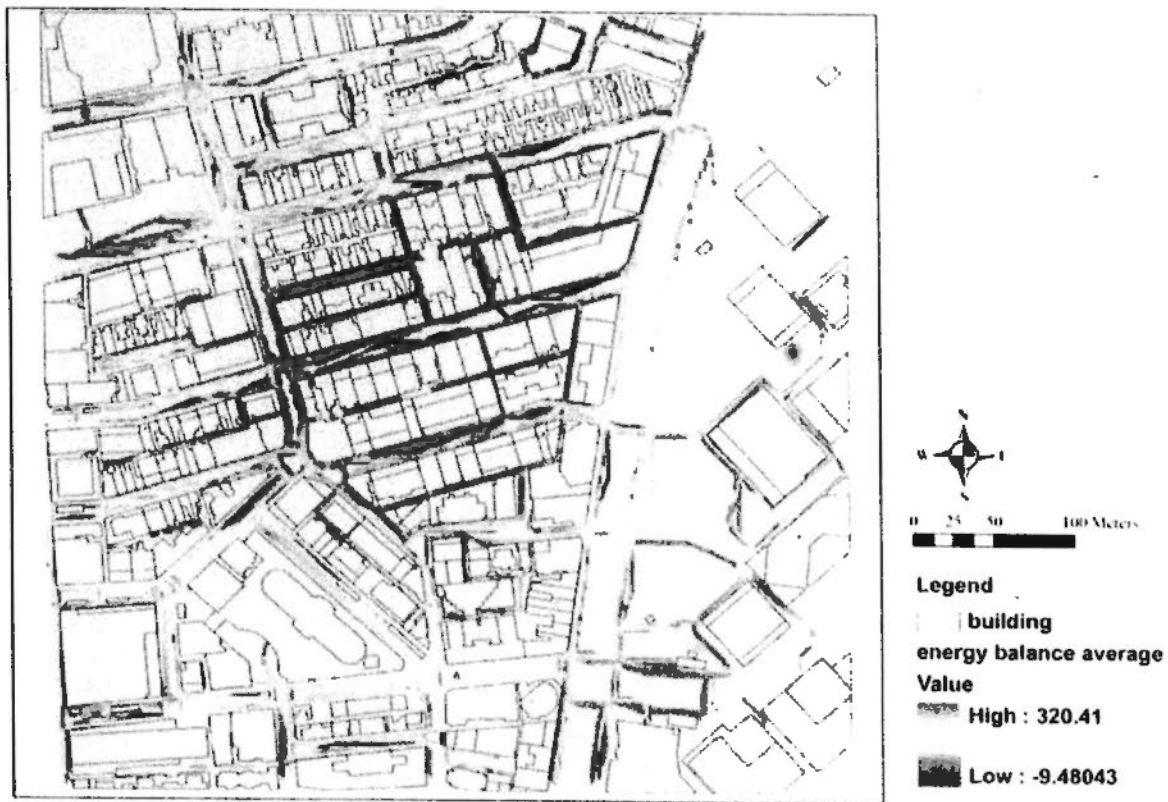 N
W
0 25 50 100 Meters
Legend
building
energy balance average
Value
High : 320.41
Low : -9.48043